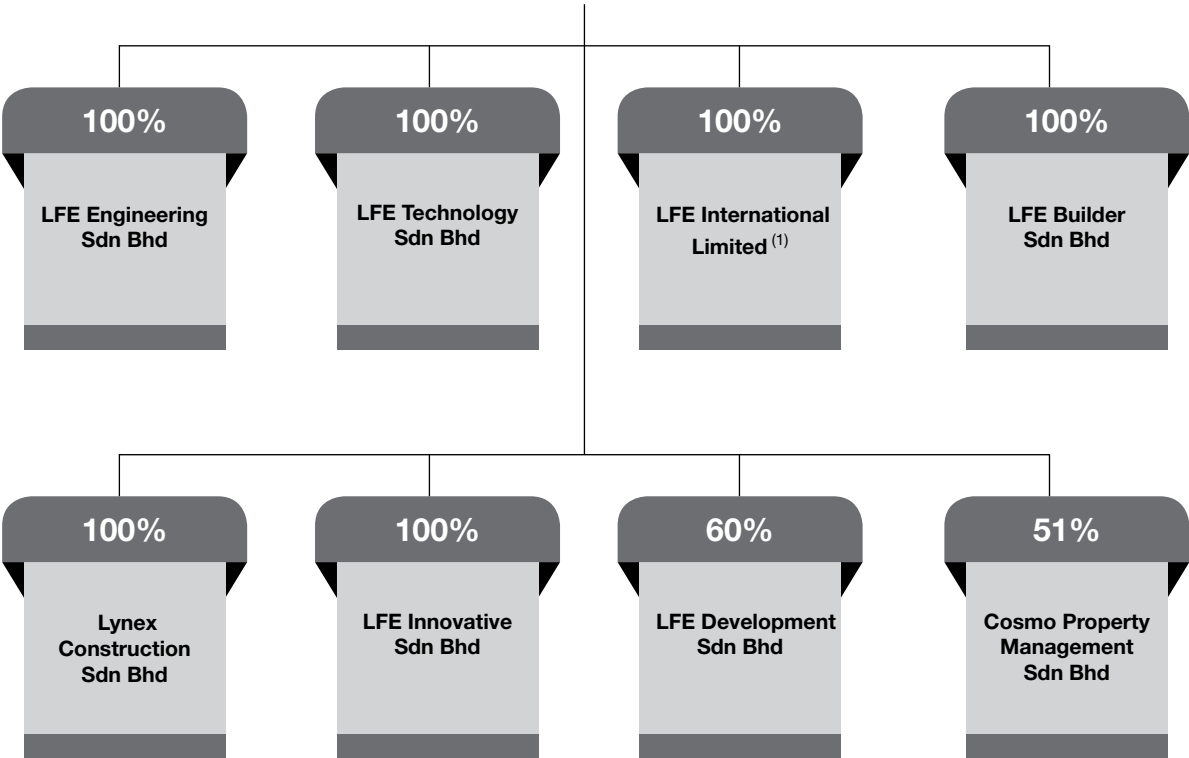 100%
LFE Engineering
Sdn Bhd
100%
LFE Technology
Sdn Bhd
100%
LFE International
Limited (1)
100%
LFE Builder
Sdn Bhd
100%
Lynex
Construction
Sdn Bhd
100%
LFE Innovative
Sdn Bhd
60%
LFE Development
Sdn Bhd
51%
Cosmo Property
Management
Sdn Bhd